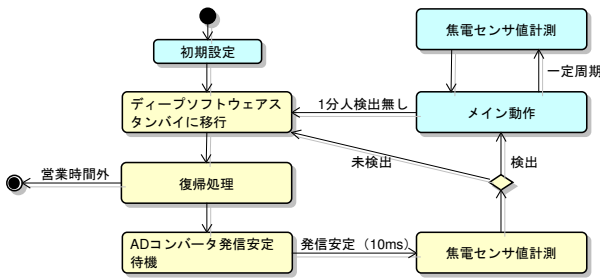 焦電センサ値計測
初期設定
一定周期
ディープソフトウェアス
タンバイに移行
1分人検出無し
メイン動作
未検出
検出
営業時間外
復帰処理
ADコンバータ発信安定
待機
発信安定（10ms）
焦電センサ値計測